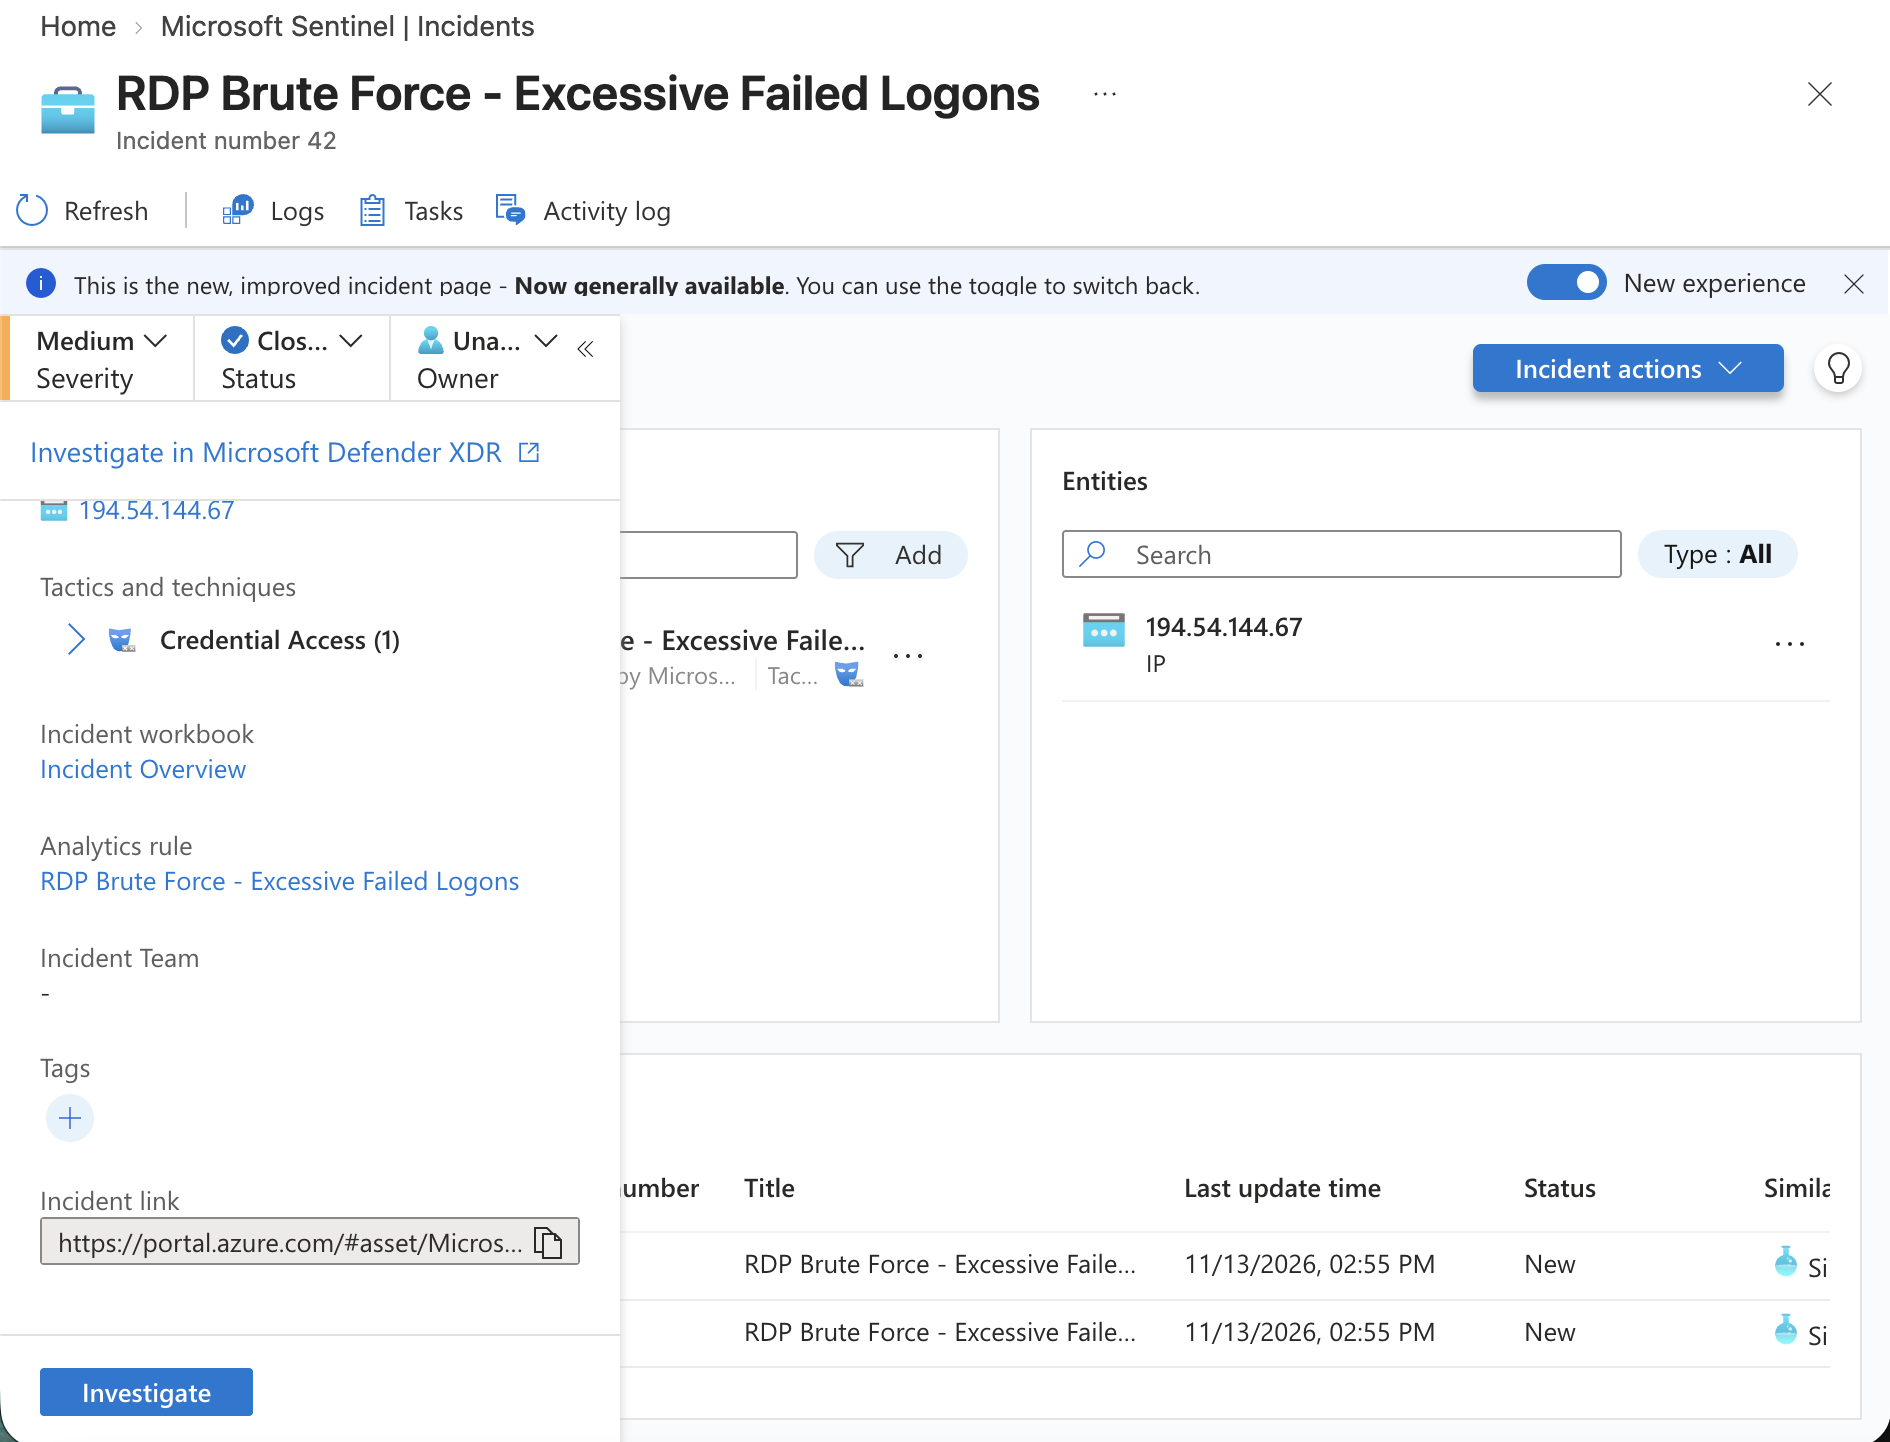 Home > Microsoft Sentinel | Incidents
RDP Brute Force - Excessive Failed Logons ...
Incident number 42
Refresh | Logs Tasks Activity log
This is the new, improved incident page - Now generally available. You can use the toggle to switch back. New experience
Medium Clos... Una... «
Severity Status Owner
Incident actions
Investigate in Microsoft Defender XDR
194.54.144.67
Tactics and techniques
Credential Access (1)
Incident workbook
Incident Overview
Analytics rule
RDP Brute Force - Excessive Failed Logons
Incident Team
-
Tags
+
Incident link
https://portal.azure.com/#asset/Micros...
Investigate
Add
e - Excessive Faile... ...
by Micros... Tac...
Entities
Search Type : All
194.54.144.67 ...
IP
umber Title Last update time Status Simila
RDP Brute Force - Excessive Faile... 11/13/2026, 02:55 PM New Si
RDP Brute Force - Excessive Faile... 11/13/2026, 02:55 PM New Si